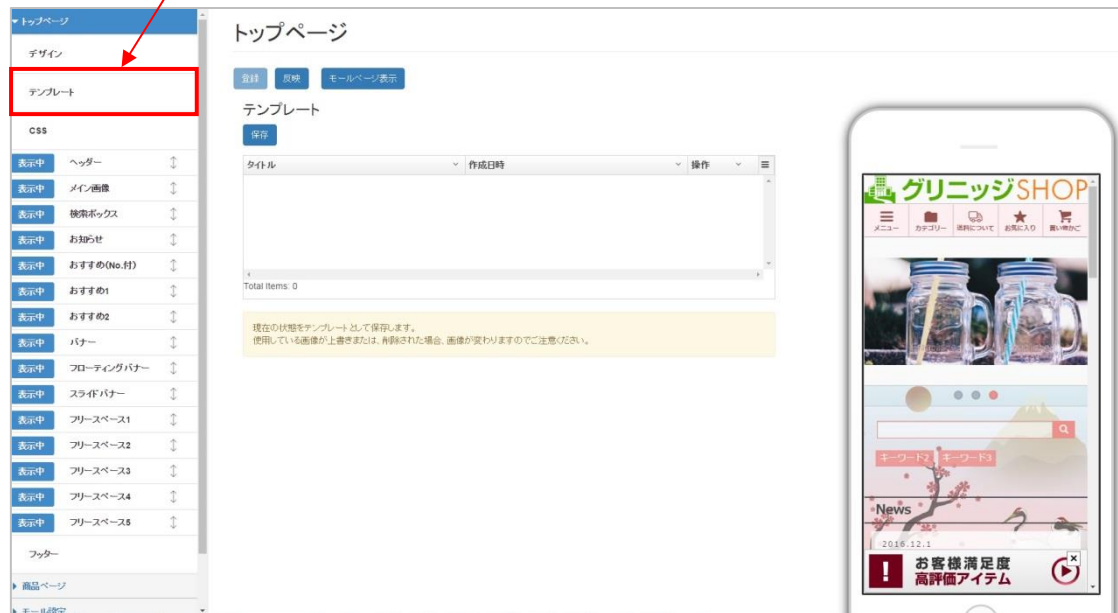 トップページ
デザイン
テンプレート
CSS
表示中 ヘッダー
表示中 メイン画像
表示中 検索ボックス
表示中 お知らせ
表示中 おすすめ(No.付)
表示中 おすすめ1
表示中 おすすめ2
表示中 バナー
表示中 フローティングバナー
表示中 スライドバナー
表示中 フリースペース1
表示中 フリースペース2
表示中 フリースペース3
表示中 フリースペース4
表示中 フリースペース5
フッター
商品ページ
モール設定
トップページ
登録 反映 モールページ表示
テンプレート
保存
タイトル 作成日時 操作
Total Items: 0
現在の状態をテンプレートとして保存します。
使用している画像が上書きまたは、削除された場合、画像が変わりますのでご注意ください。
グリニッジSHOP
メニュー カテゴリー 送料について お気に入り 買い物かご
キーワード2 キーワード3
News
2016.12.1
お客様満足度
高評価アイテム